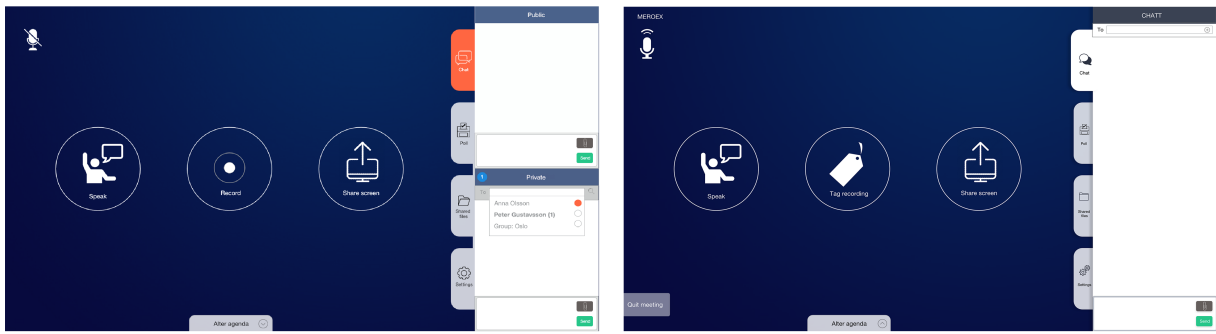 Public
Chat
Poll
Speak
Record
Share screen
Send
1
Private
To
Anna Olsson
Peter Gustavsson (1)
Group: Oslo
Shared
files
Settings
Send
Alter agenda
MEROEX
CHATT
To
Chat
Poll
Speak
Tag recording
Share screen
Shared
files
Settings
Quit meeting
Send
Alter agenda